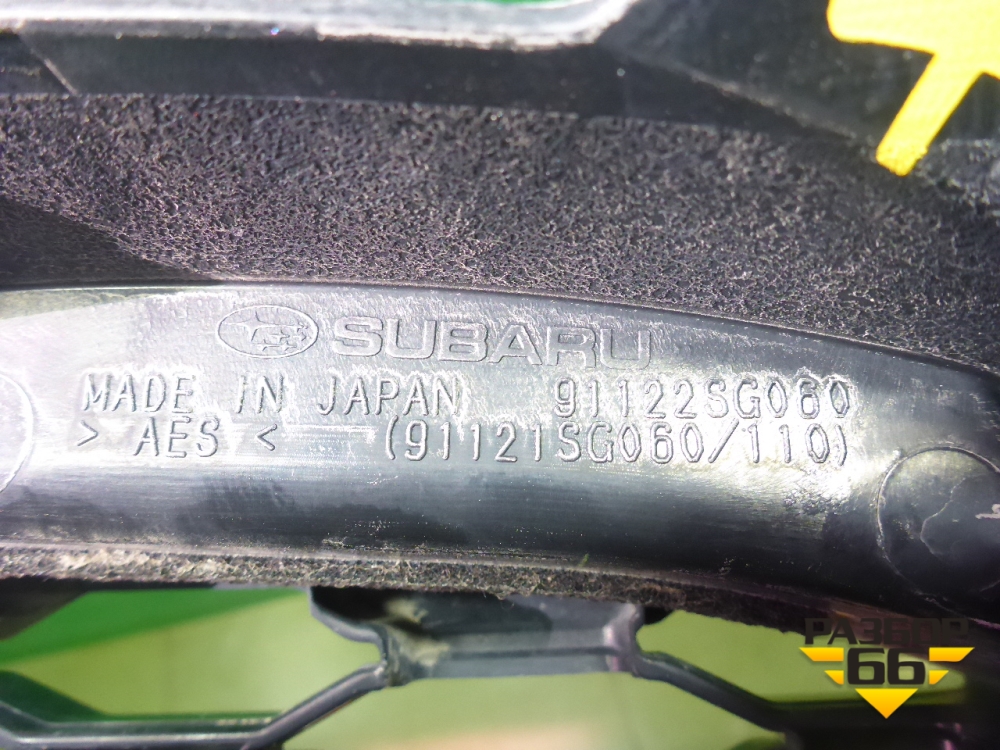 SUBARU
MADE IN JAPAN 91122SG060
> AES < (91121SG060/110)
РАЗБОР
66